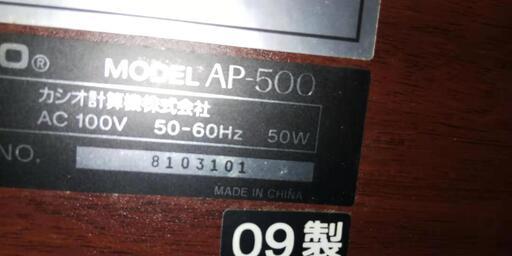 O®
MODEL AP-500
カシオ計算機株式会社
AC 100V 50-60Hz 50W
NO. 8103101
MADE IN CHINA
09製